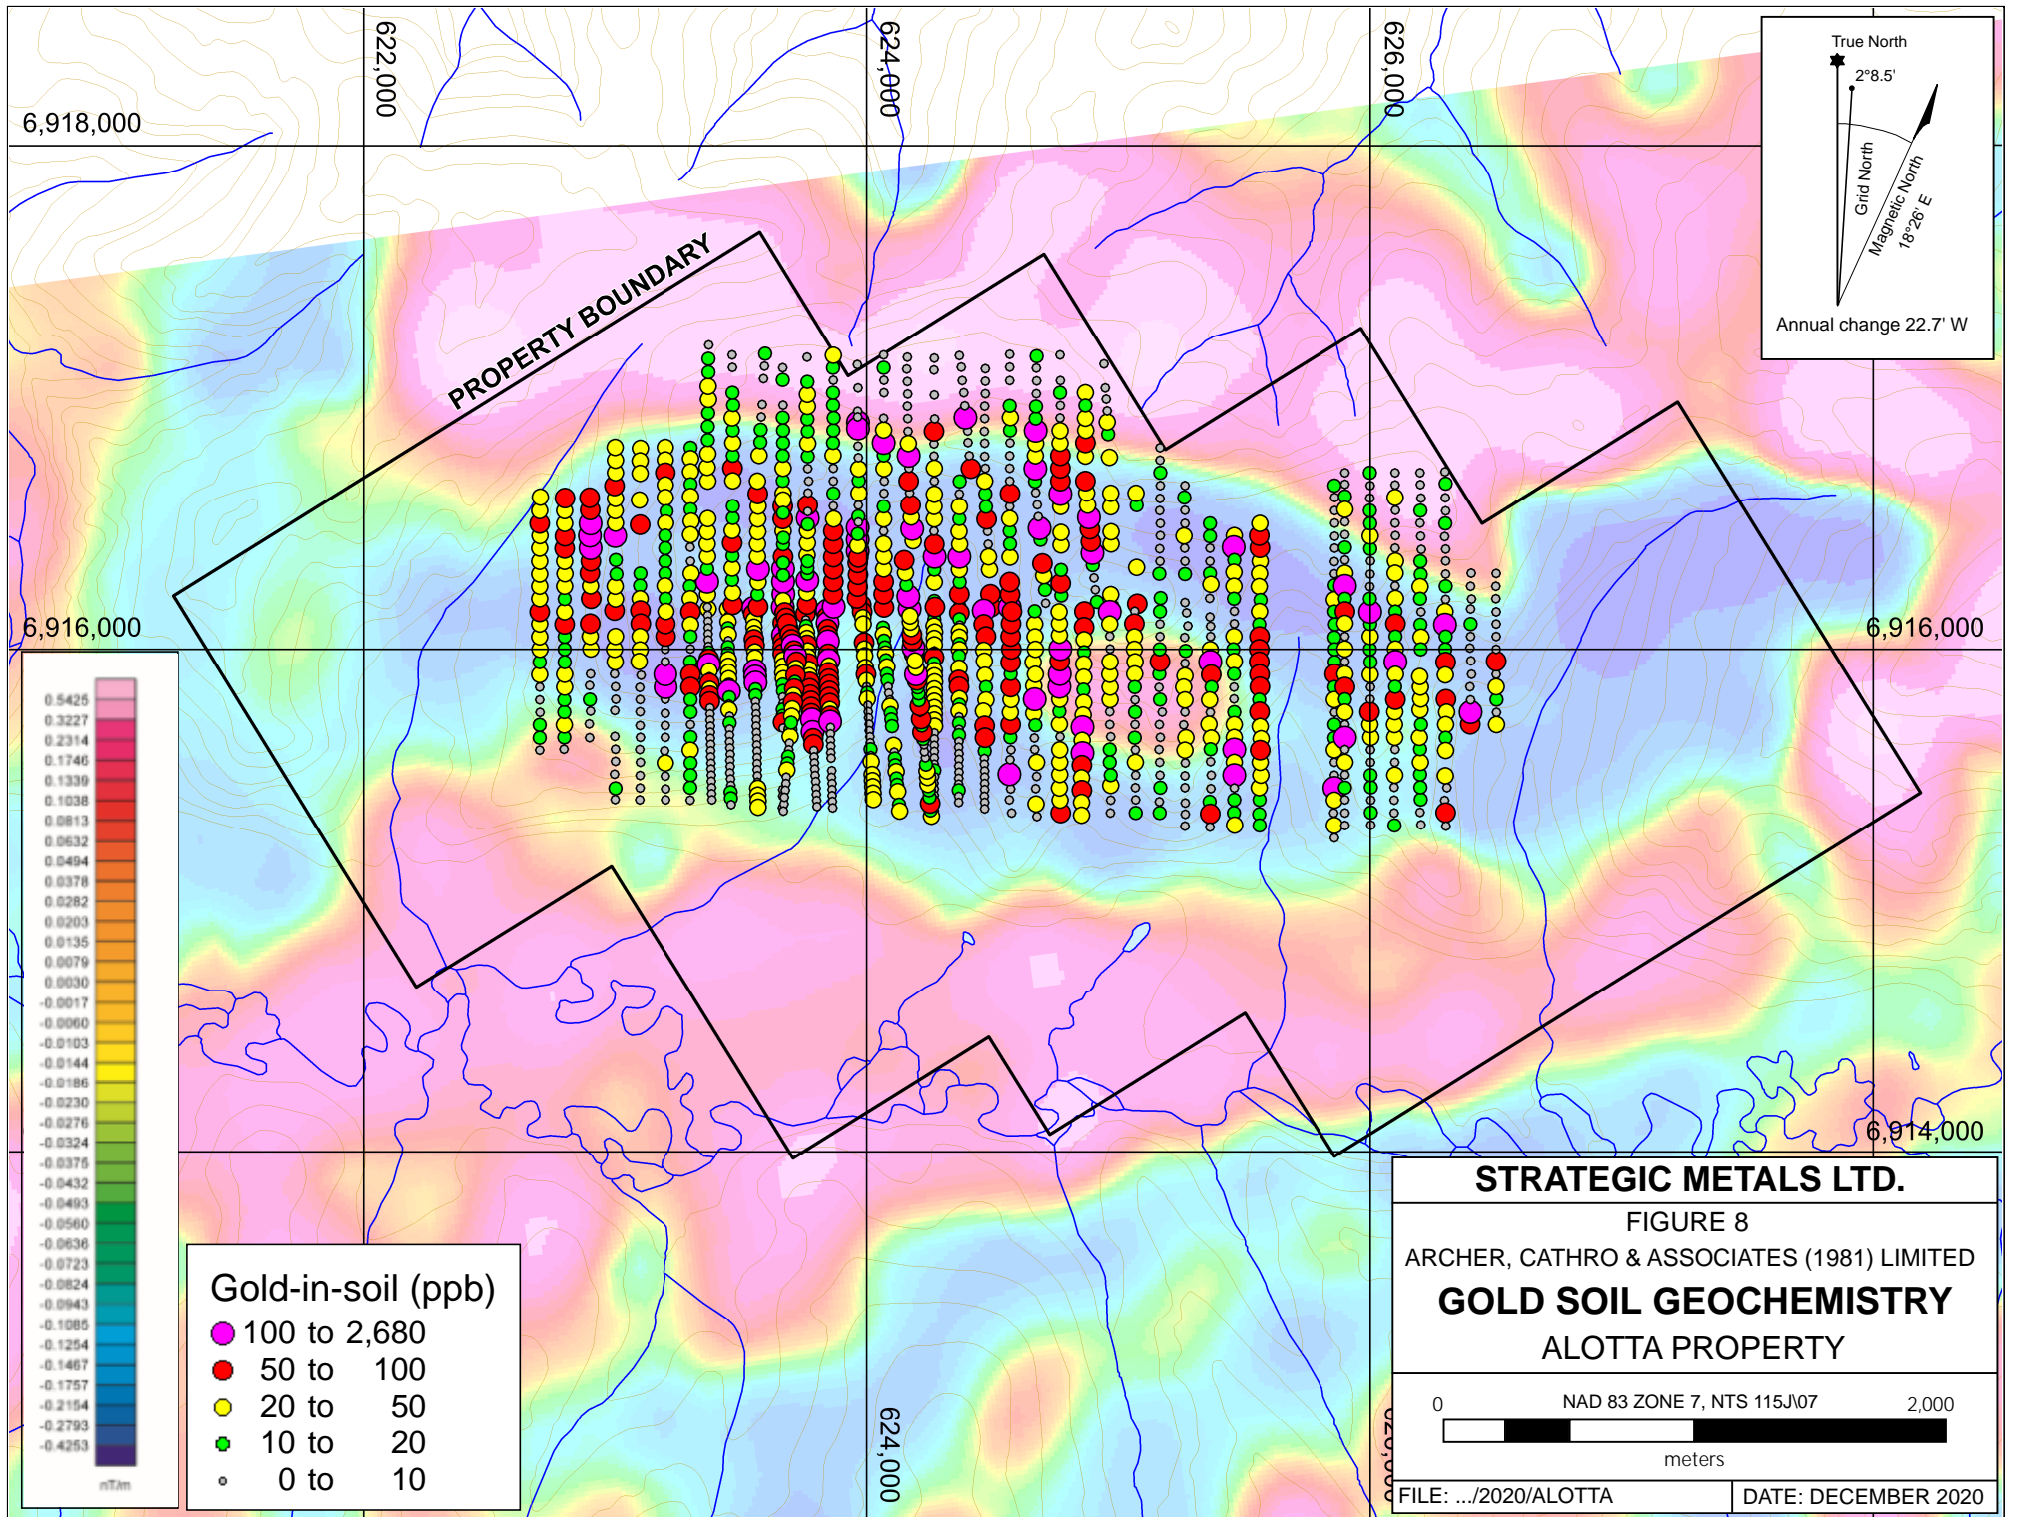 622,000
624,000
626,000
True North
2°8.5'
Grid North
Magnetic North
18°26' E
Annual change 22.7' W
6,918,000
PROPERTY BOUNDARY
6,916,000
6,916,000
0.5425
0.3227
0.2314
0.1746
0.1339
0.1038
0.0813
0.0632
0.0494
0.0378
0.0282
0.0203
0.0135
0.0079
0.0030
-0.0017
-0.0060
-0.0103
-0.0144
-0.0186
-0.0230
-0.0276
-0.0324
-0.0375
-0.0432
-0.0493
-0.0560
-0.0636
-0.0723
-0.0824
-0.0943
-0.1085
-0.1254
-0.1467
-0.1757
-0.2154
-0.2793
-0.4253
nT/m
6,914,000
Gold-in-soil (ppb)
100 to 2,680
50 to 100
20 to 50
10 to 20
0 to 10
624,000
STRATEGIC METALS LTD.
FIGURE 8
ARCHER, CATHRO & ASSOCIATES (1981) LIMITED
GOLD SOIL GEOCHEMISTRY
ALOTTA PROPERTY
0 NAD 83 ZONE 7, NTS 115J\07 2,000
meters
FILE: .../2020/ALOTTA DATE: DECEMBER 2020